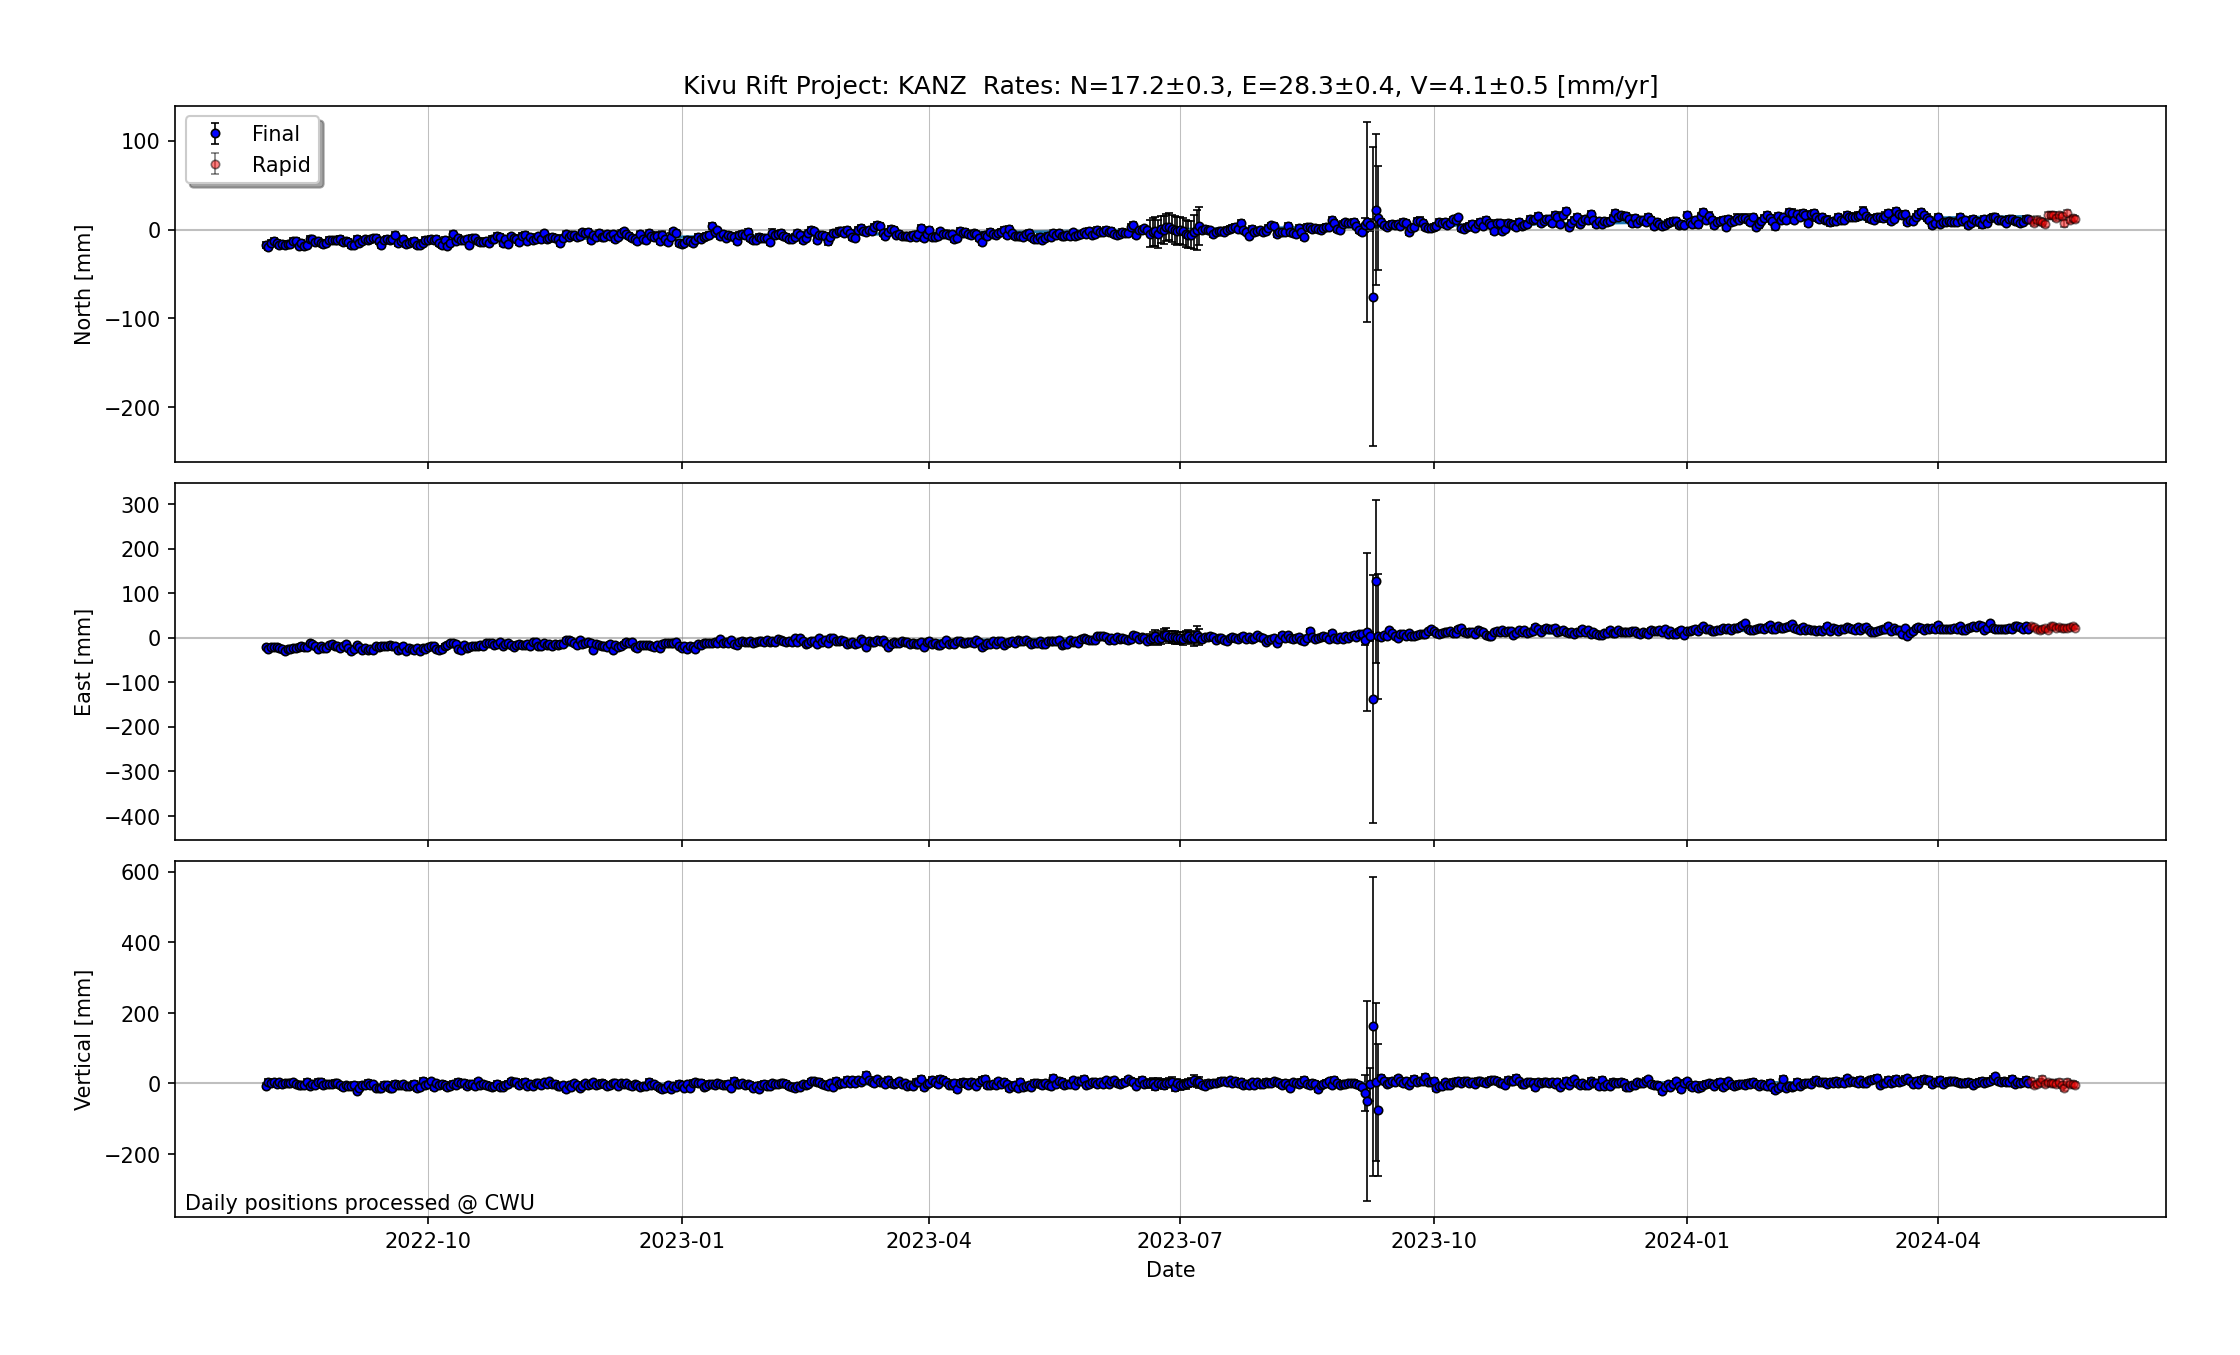 Kivu Rift Project: KANZ  Rates: N=17.2±0.3, E=28.3±0.4, V=4.1±0.5 [mm/yr]
Final
Rapid
100
0
−100
−200
North [mm]
300
200
100
0
−100
−200
−300
−400
East [mm]
600
400
200
0
−200
Vertical [mm]
Daily positions processed @ CWU
2022-10 2023-01 2023-04 2023-07 2023-10 2024-01 2024-04
Date